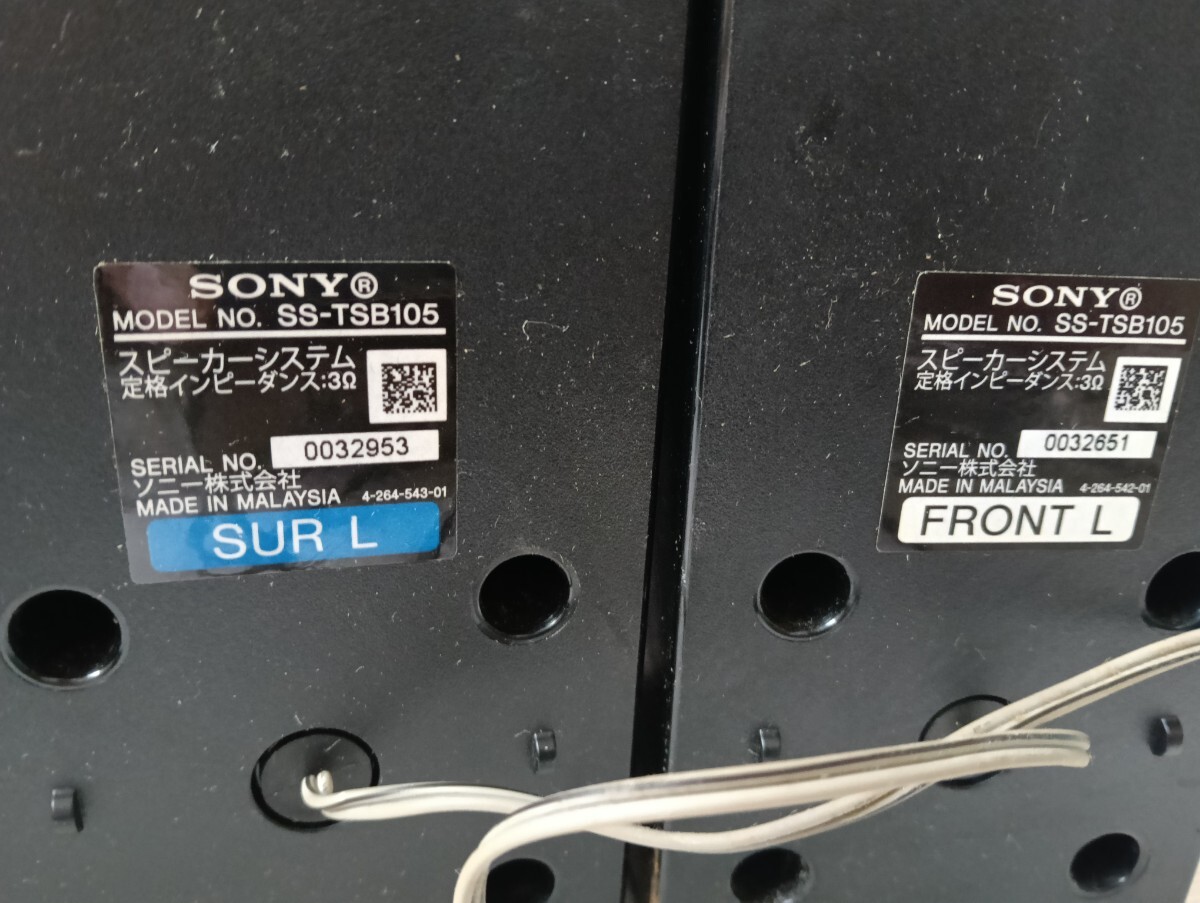 SONY®
MODEL NO. SS-TSB105
スピーカーシステム
定格インピーダンス:3Ω
SERIAL NO. 0032953
ソニー株式会社
MADE IN MALAYSIA 4-264-543-01
SUR L
SONY®
MODEL NO. SS-TSB105
スピーカーシステム
定格インピーダンス:3Ω
SERIAL NO. 0032651
ソニー株式会社
MADE IN MALAYSIA 4-264-542-01
FRONT L